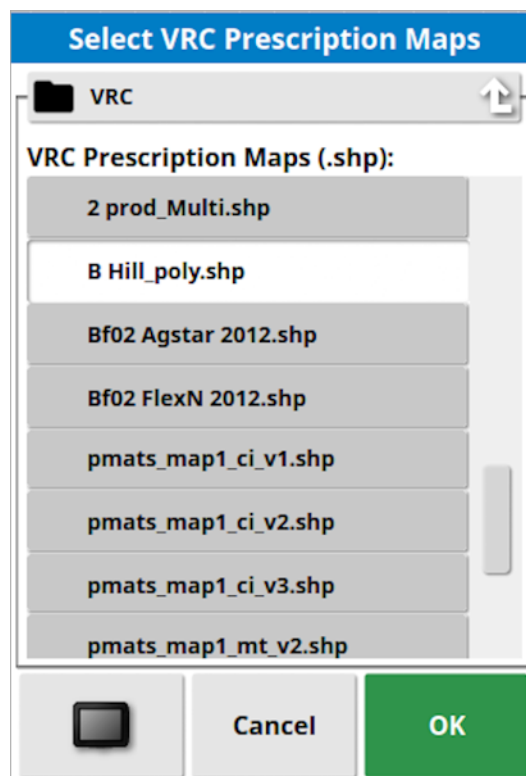 Select VRC Prescription Maps
VRC
VRC Prescription Maps (.shp):
2 prod_Multi.shp
B Hill_poly.shp
Bf02 Agstar 2012.shp
Bf02 FlexN 2012.shp
pmats_map1_ci_v1.shp
pmats_map1_ci_v2.shp
pmats_map1_ci_v3.shp
pmats_map1_mt_v2.shp
Cancel
OK